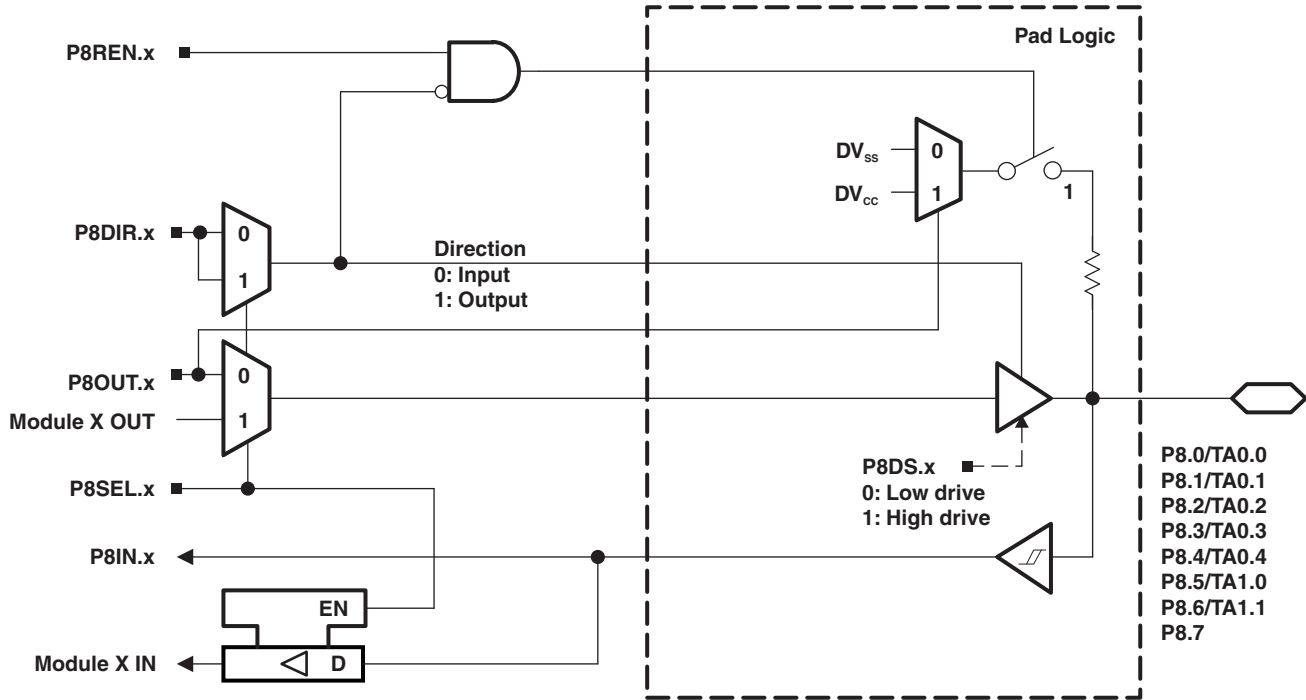 Pad Logic
P8REN.x
DVss
0
DVcc
1
1
P8DIR.x
0
1
Direction
0: Input
1: Output
P8OUT.x
0
Module X OUT
1
P8SEL.x
P8DS.x
0: Low drive
1: High drive
P8.0/TA0.0
P8.1/TA0.1
P8.2/TA0.2
P8.3/TA0.3
P8.4/TA0.4
P8.5/TA1.0
P8.6/TA1.1
P8.7
P8IN.x
EN
Module X IN
D